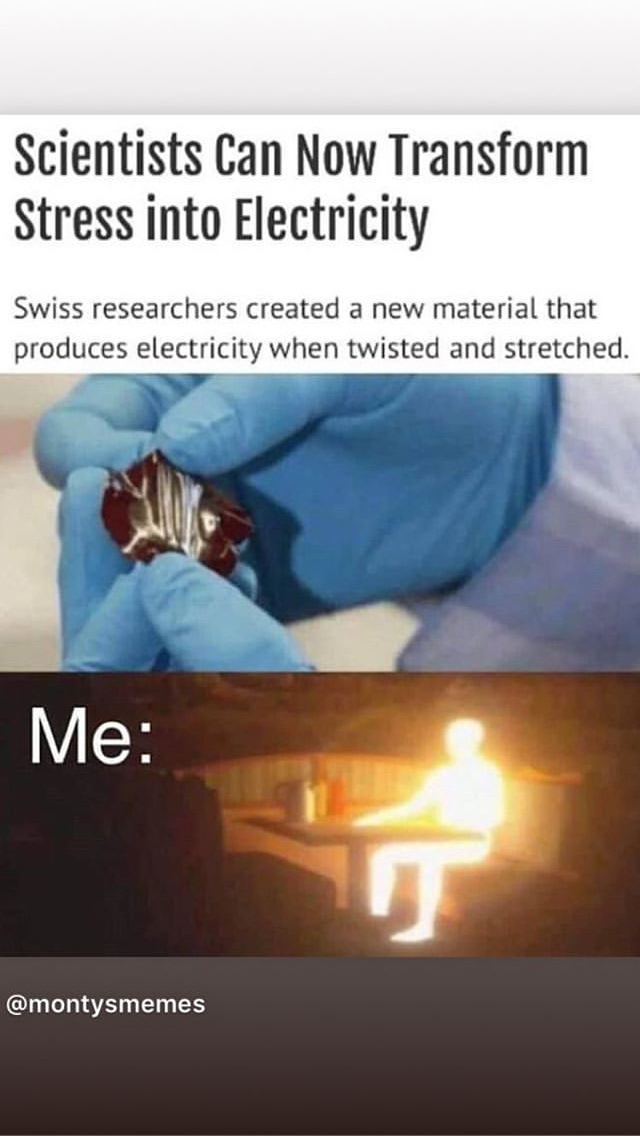 Scientists Can Now Transform
Stress into Electricity
Swiss researchers created a new material that
produces electricity when twisted and stretched.
Me:
@montysmemes